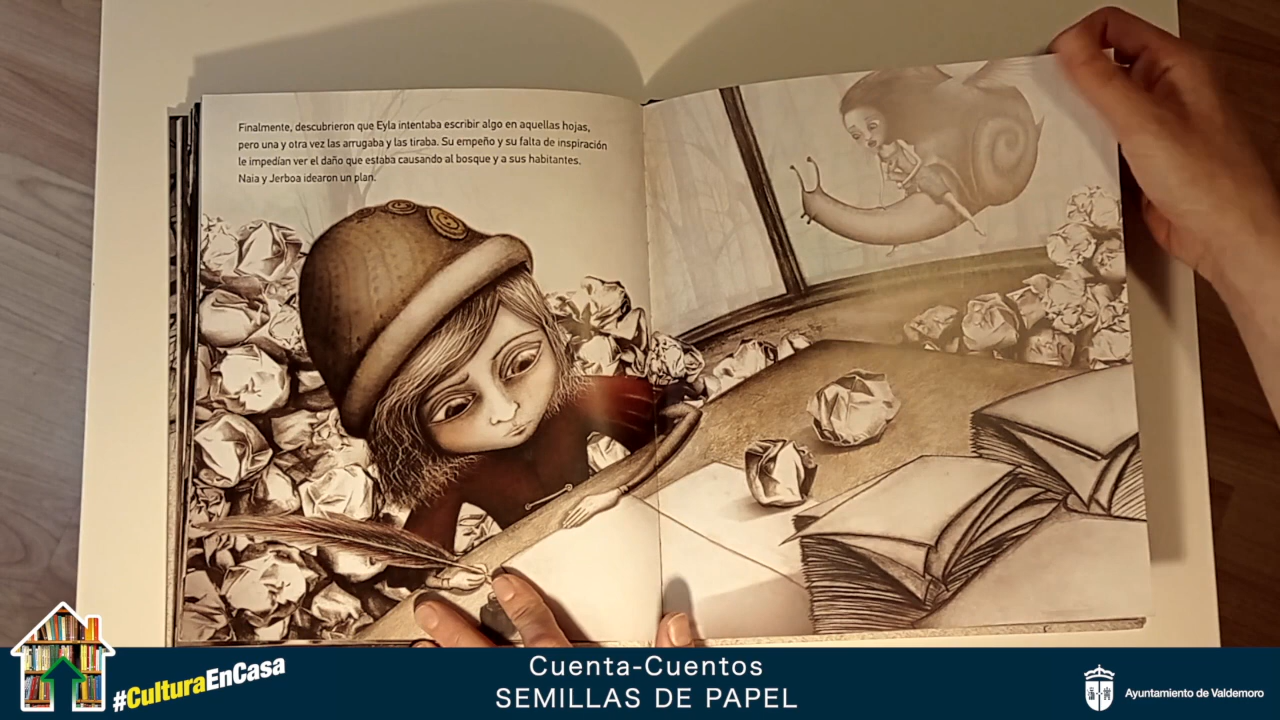 Finalmente, descubrieron que Eyla intentaba escribir algo en aquellas hojas,
pero una y otra vez las arrugaba y las tiraba. Su empeño y su falta de inspiración
le impedían ver el daño que estaba causando al bosque y a sus habitantes.
Naia y Jerboa idearon un plan.
#CulturaEnCasa
Cuenta-Cuentos
SEMILLAS DE PAPEL
Ayuntamiento de Valdemoro